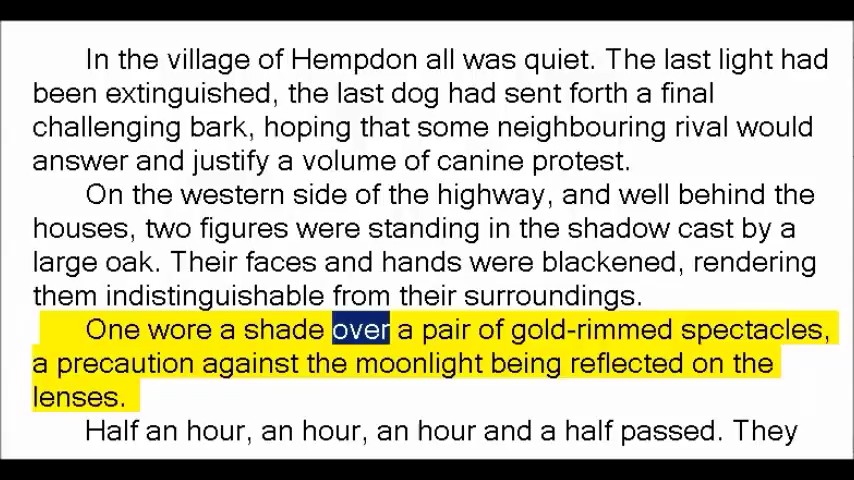 In the village of Hempdon all was quiet. The last light had
been extinguished, the last dog had sent forth a final
challenging bark, hoping that some neighbouring rival would
answer and justify a volume of canine protest.
On the western side of the highway, and well behind the
houses, two figures were standing in the shadow cast by a
large oak. Their faces and hands were blackened, rendering
them indistinguishable from their surroundings.
One wore a shade over a pair of gold-rimmed spectacles,
a precaution against the moonlight being reflected on the
lenses.
Half an hour, an hour, an hour and a half passed. They